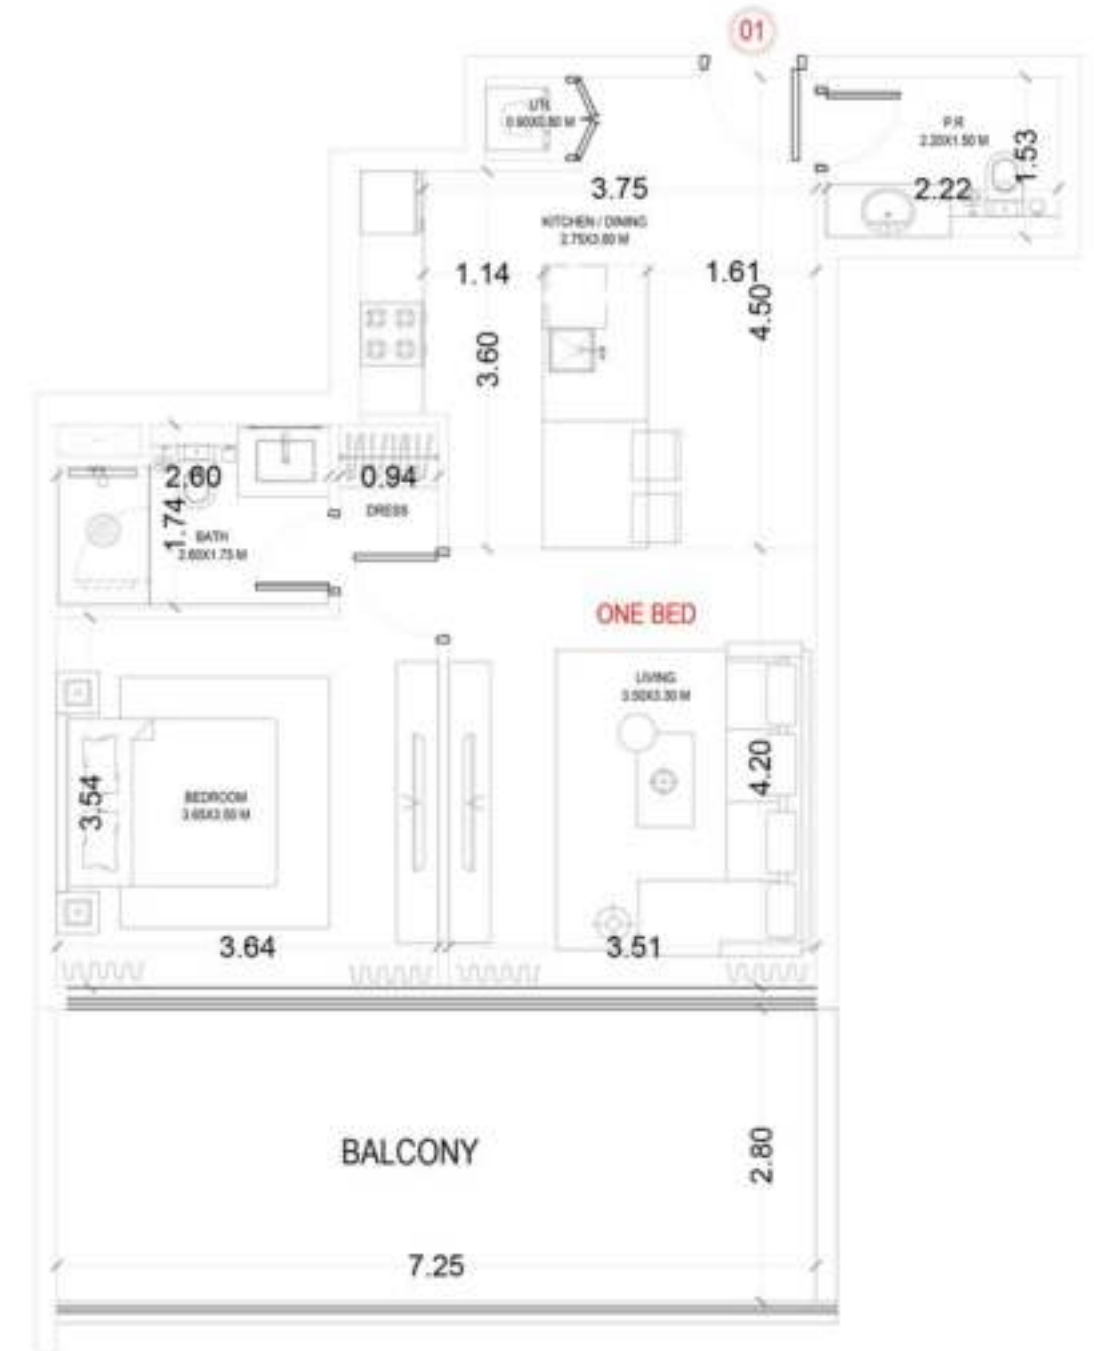 01
UTIL
0.90X0.80 M
P.R
2.20X1.50 M
1.53
2.22
3.75
KITCHEN / DINING
2.75X3.60 M
1.14
1.61
4.50
3.60
2.60
0.94
1.74
DRESS
BATH
2.60X1.75 M
ONE BED
LIVING
3.50X3.30 M
4.20
3.54
BEDROOM
3.65X3.55 M
3.64
3.51
BALCONY
2.80
7.25